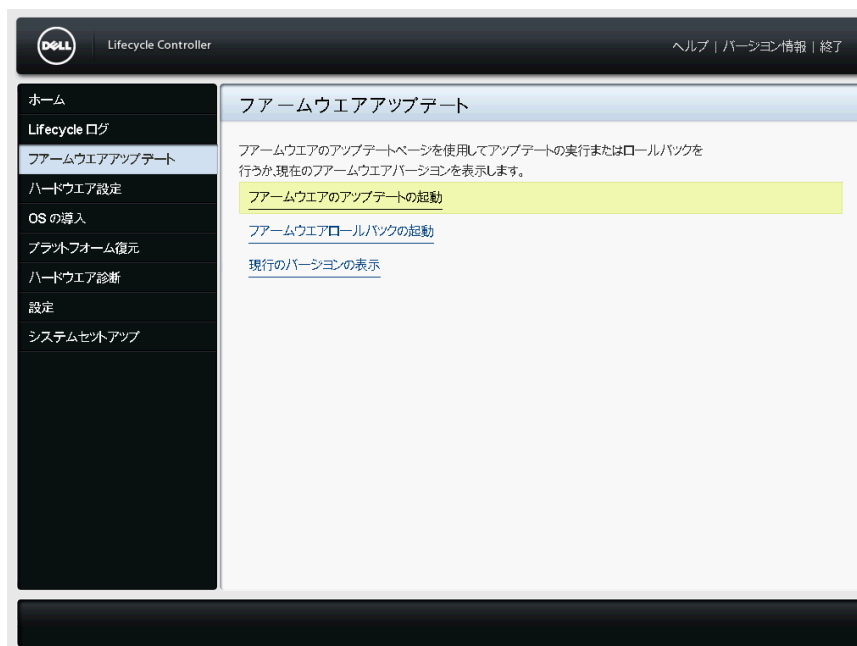 DELL
Lifecycle Controller
ヘルプ | バージョン情報 | 終了
ホーム
Lifecycle ログ
ファームウエアアップデート
ハードウエア設定
OS の導入
プラットフォーム復元
ハードウエア診断
設定
システムセットアップ
ファームウエアアップデート
ファームウエアのアップデートページを使用してアップデートの実行またはロールバックを
行うか、現在のファームウエアバージョンを表示します。
ファームウエアのアップデートの起動
ファームウエアロールバックの起動
現行のバージョンの表示